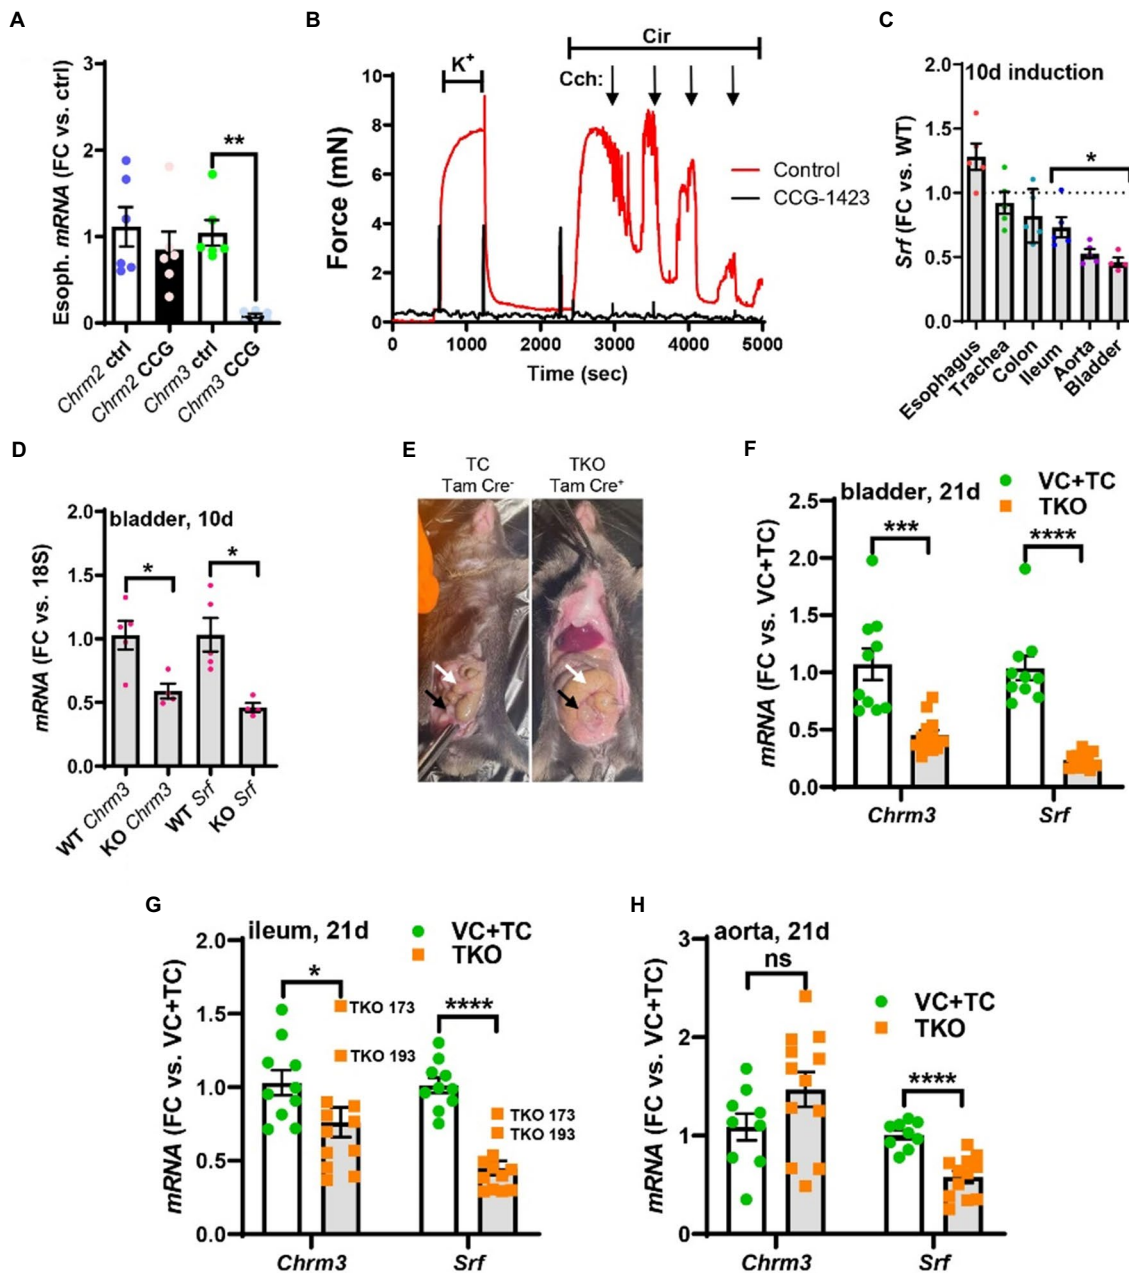 A
Esoph. mRNA (FC vs. ctrl)
3
2
1
0
**
Chrm2 ctrl
Chrm2 CCG
Chrm3 ctrl
Chrm3 CCG
B
Force (mN)
10
8
6
4
2
0
K+
Cir
Cch:
Control
CCG-1423
0
1000
2000
3000
4000
5000
Time (sec)
C
10d induction
Srf (FC vs. WT)
2.0
1.5
1.0
0.5
0.0
*
Esophagus
Trachea
Colon
Ileum
Aorta
Bladder
D
bladder, 10d
mRNA (FC vs. 18S)
2.0
1.5
1.0
0.5
0.0
*
*
WT Chrm3
KO Chrm3
WT Srf
KO Srf
E
TC
Tam Cre-
TKO
Tam Cre+
F
bladder, 21d
VC+TC
TKO
mRNA (FC vs. VC+TC)
2.5
2.0
1.5
1.0
0.5
0.0
***
****
Chrm3
Srf
G
ileum, 21d
VC+TC
TKO
mRNA (FC vs. VC+TC)
2.0
1.5
1.0
0.5
0.0
*
****
TKO 173
TKO 193
TKO 173
TKO 193
Chrm3
Srf
H
aorta, 21d
ns
VC+TC
TKO
mRNA (FC vs. VC+TC)
3
2
1
0
****
Chrm3
Srf